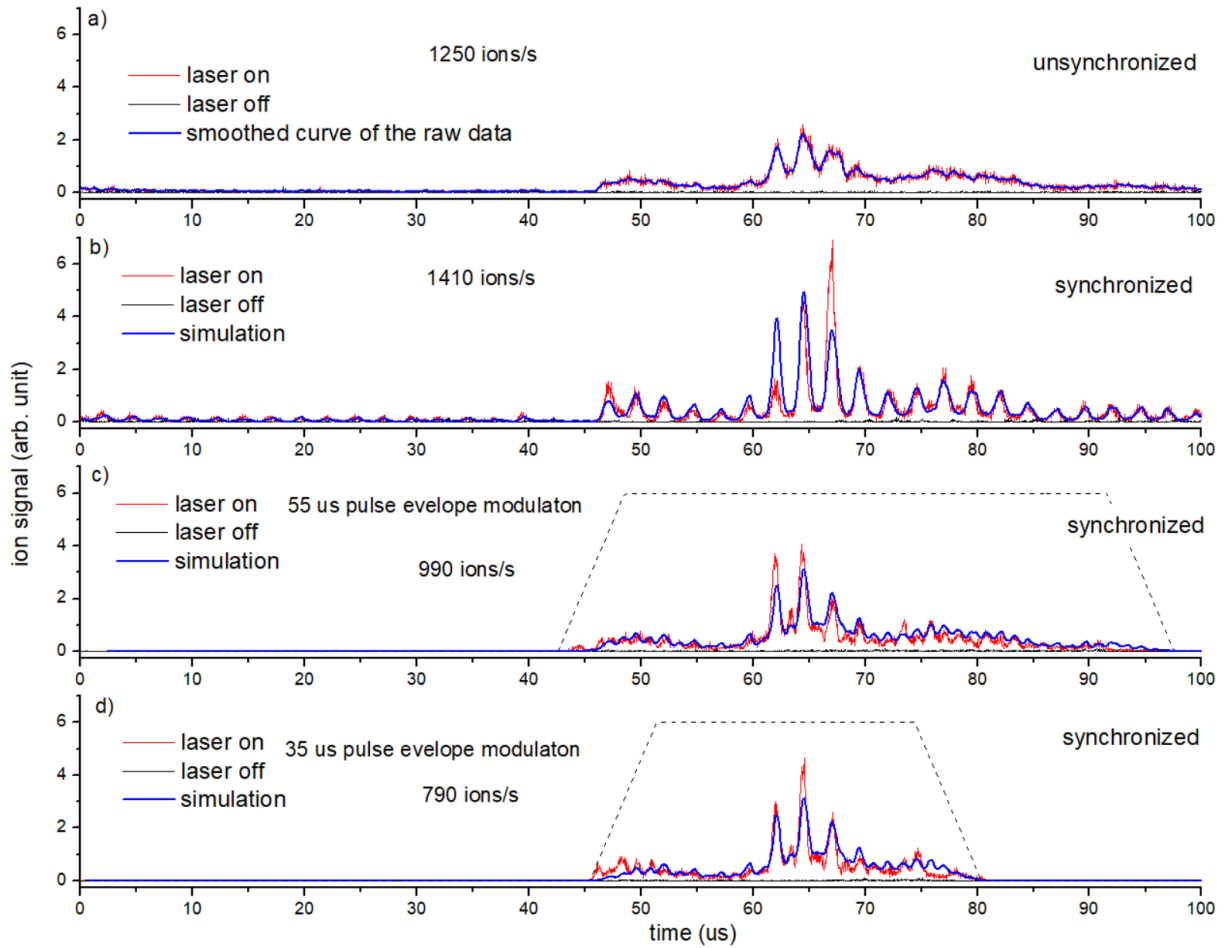 a)
1250 ions/s
unsynchronized
laser on
laser off
smoothed curve of the raw data
6
4
2
0
0 10 20 30 40 50 60 70 80 90 100
time (us)
b)
1410 ions/s
synchronized
laser on
laser off
simulation
6
4
2
0
0 10 20 30 40 50 60 70 80 90 100
ion signal (arb. unit)
c)
laser on
55 us pulse evelope modulaton
synchronized
laser off
simulation
990 ions/s
6
4
2
0
0 10 20 30 40 50 60 70 80 90 100
d)
laser on
35 us pulse evelope modulaton
synchronized
laser off
simulation
790 ions/s
6
4
2
0
0 10 20 30 40 50 60 70 80 90 100
time (us)